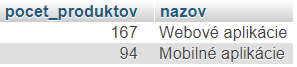 pocet_produktov nazov
167 Webové aplikácie
94 Mobilné aplikácie